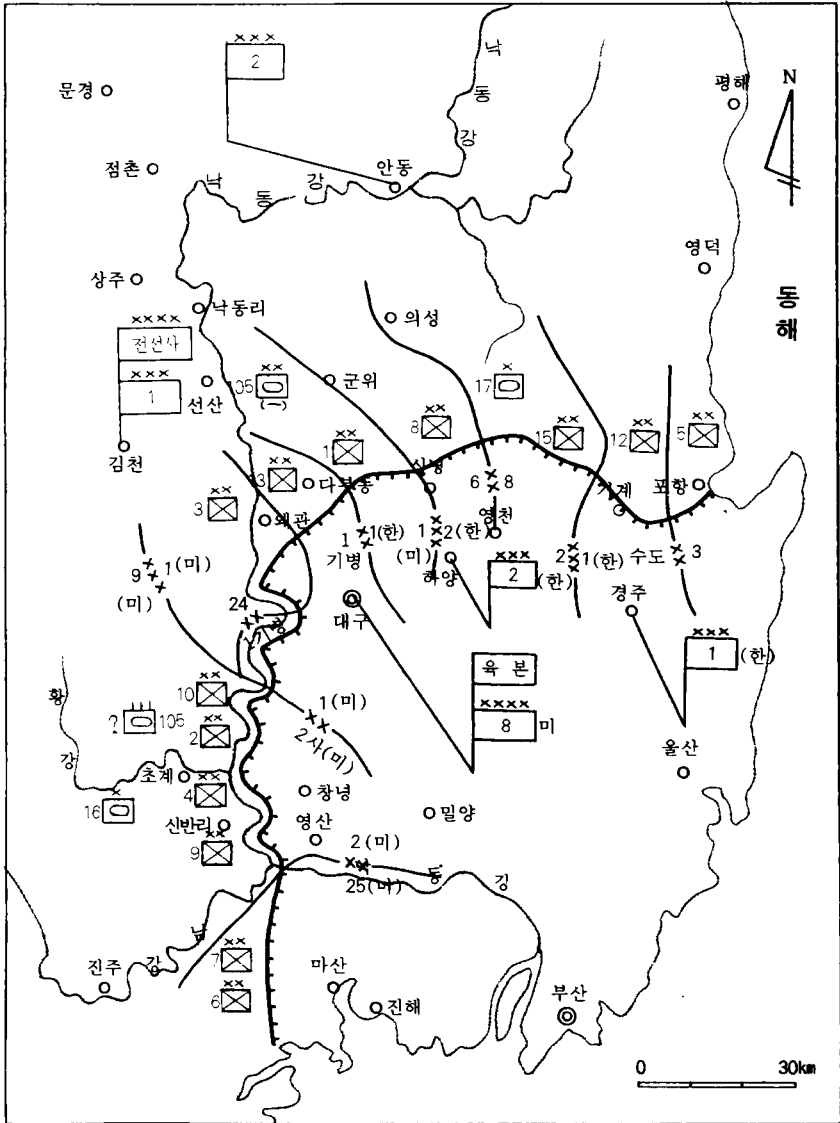 ××× 2
낙동강
문경
점촌
안동
낙동강
평해
N
영덕
동해
상주
낙동리
의성
×××× 전선사
××× 1
김천
선산
105 ×× (-)
군위
17 ×
8 ××
1 ××
15 ××
12 ××
5 ××
13 ××
다부동
3 ××
왜관
6 ×× 8
영천
기계
포항
1 ×× 1(한)
기병
1 ××× 2(한)
(미)
하양
××× 2 (한)
2 ××× 1(한)
수도 ×× 3
경주
9 ××× 1(미)
(미)
24 ××
대구
육 본
×××× 8 미
××× 1 (한)
울산
황강
10 ××
? 105
2 ××
1(미)
××
2사(미)
초계
4 ××
16 ×
신반리
9 ××
창녕
영산
밀양
2(미)
××
25(미)
낙동강
남강
진주
7 ××
6 ××
마산
진해
부산
0 30km